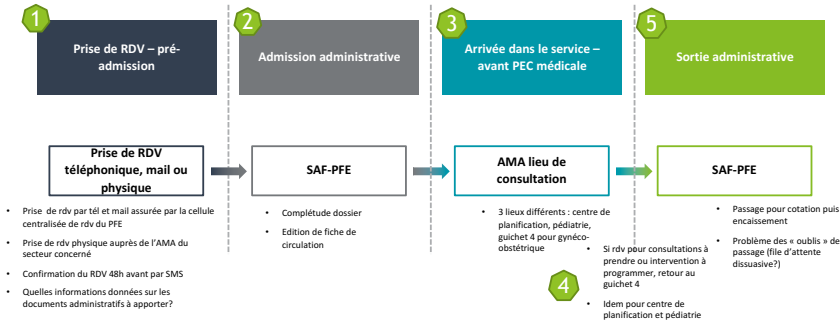 1
Prise de RDV – pré-
admission
2
Admission administrative
3
Arrivée dans le service –
avant PEC médicale
5
Sortie administrative
Prise de RDV
téléphonique, mail ou
physique
SAF-PFE
AMA lieu de
consultation
SAF-PFE
• Prise de rdv par tél et mail assurée par la cellule
centralisée de rdv du PFE
• Prise de rdv physique auprès de l’AMA du
secteur concerné
• Confirmation du RDV 48h avant par SMS
• Quelles informations données sur les
documents administratifs à apporter?
• Complétude dossier
• Edition de fiche de
circulation
• 3 lieux différents : centre de
planification, pédiatrie,
guichet 4 pour gynéco-
obstétrique
4
• Si rdv pour consultations à
prendre ou intervention à
programmer, retour au
guichet 4
• Idem pour centre de
planification et pédiatrie
• Passage pour cotation puis
encaissement
• Problème des « oublis » de
passage (file d’attente
dissuasive?)